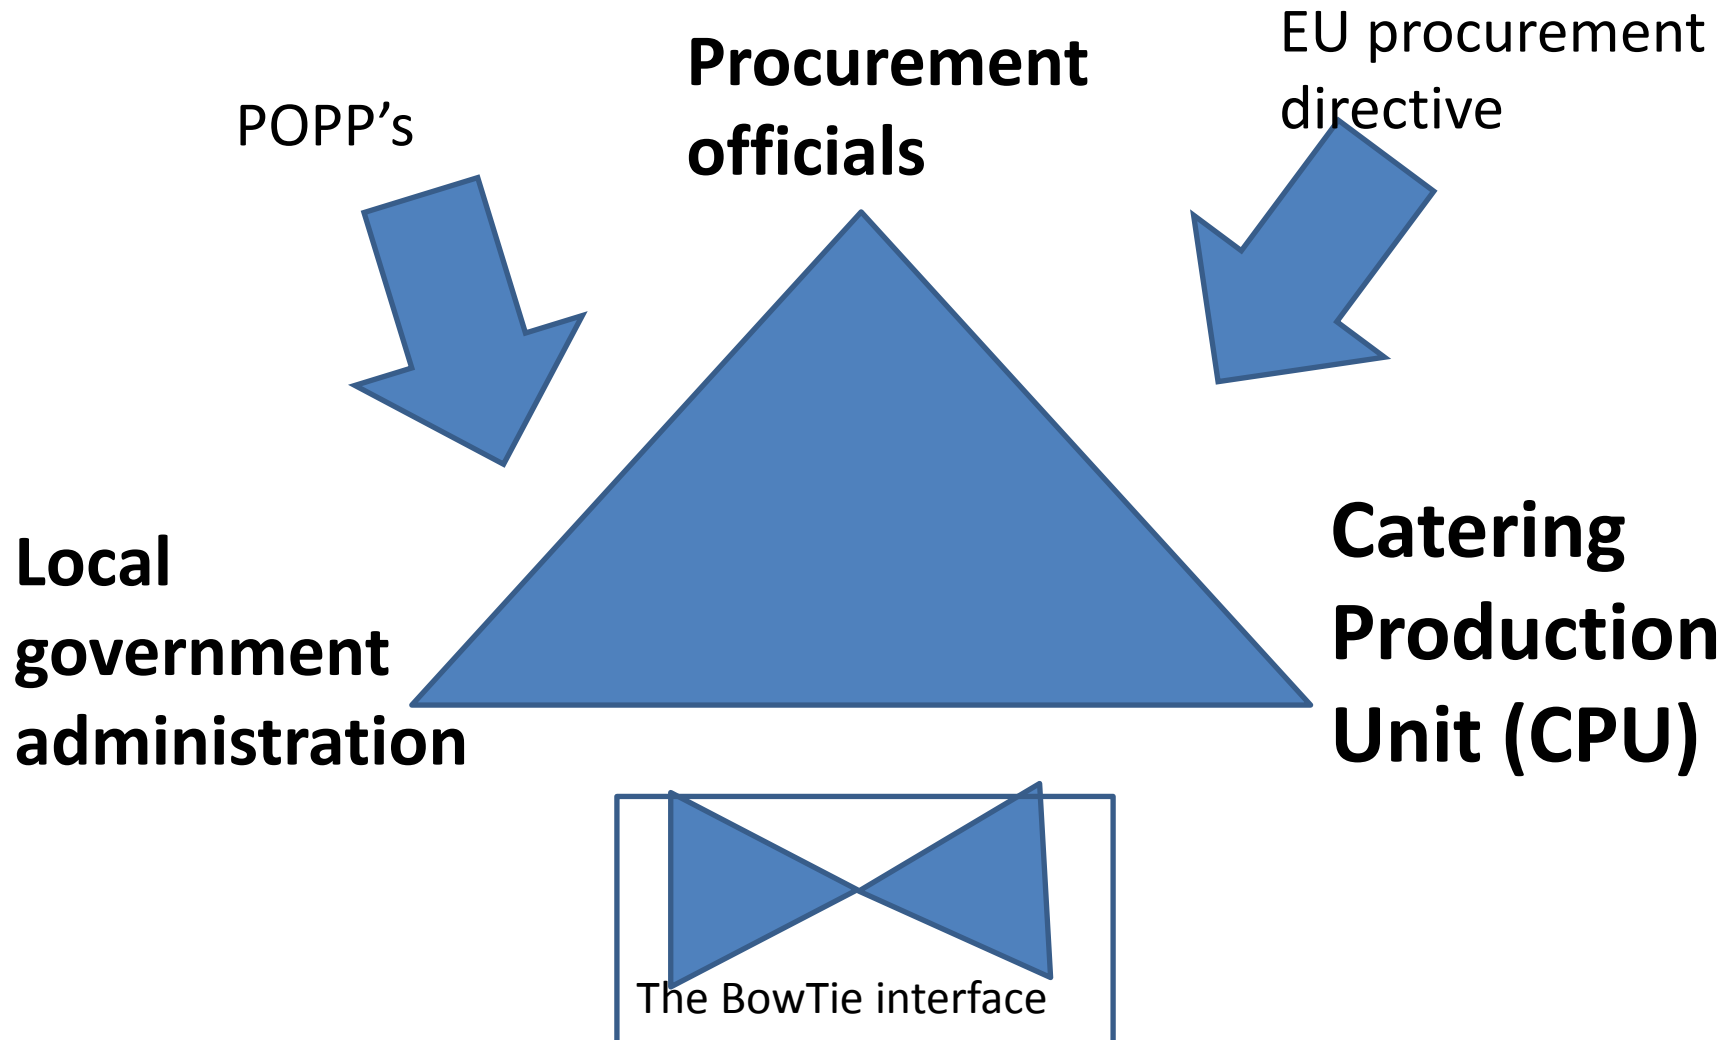 POPP’s
Procurement
officials
EU procurement
directive
Local
government
administration
Catering
Production
Unit (CPU)
The BowTie interface